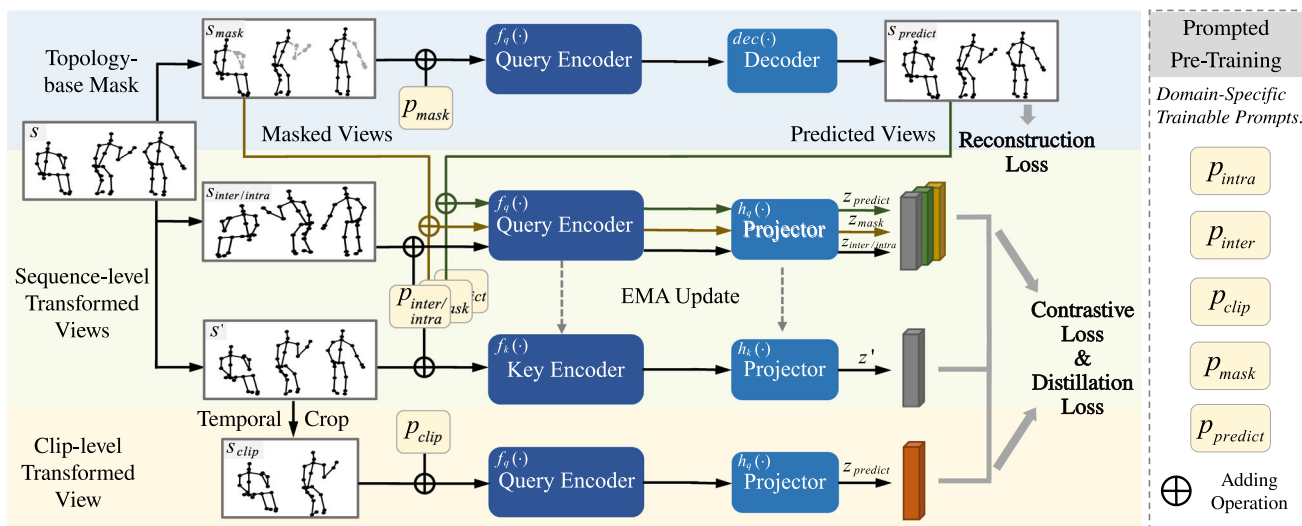 Topology-
base Mask
s_mask
p_mask
f_q(·)
Query Encoder
dec(·)
Decoder
s_predict
Masked Views
Predicted Views
Reconstruction
Loss
s
Sequence-level
Transformed
Views
s_inter/intra
f_q(·)
Query Encoder
h_q(·)
Projector
z_predict
z_mask
z_inter/intra
p_inter/
intra
ask
ict
EMA Update
s'
f_k(·)
Key Encoder
h_k(·)
Projector
z'
Contrastive
Loss
&
Distillation
Loss
Temporal Crop
Clip-level
Transformed
View
s_clip
p_clip
f_q(·)
Query Encoder
h_q(·)
Projector
z_predict
Prompted
Pre-Training
Domain-Specific
Trainable Prompts.
p_intra
p_inter
p_clip
p_mask
p_predict
Adding
Operation